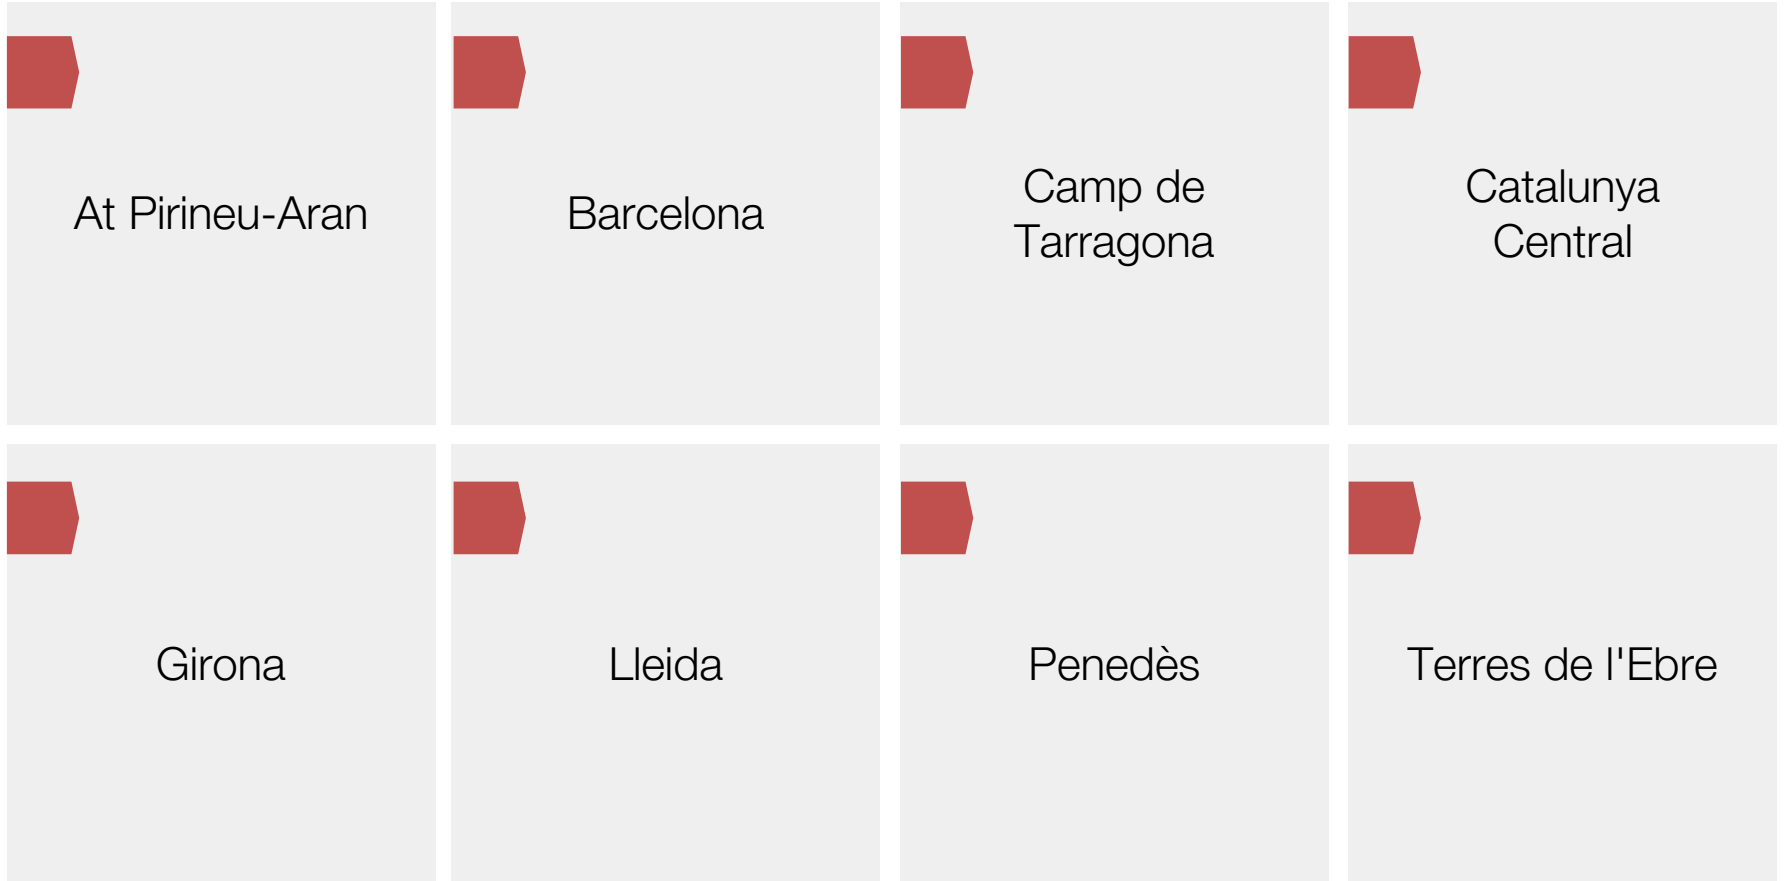 At Pirineu-Aran
Barcelona
Camp de
Tarragona
Catalunya
Central
Girona
Lleida
Penedès
Terres de l'Ebre